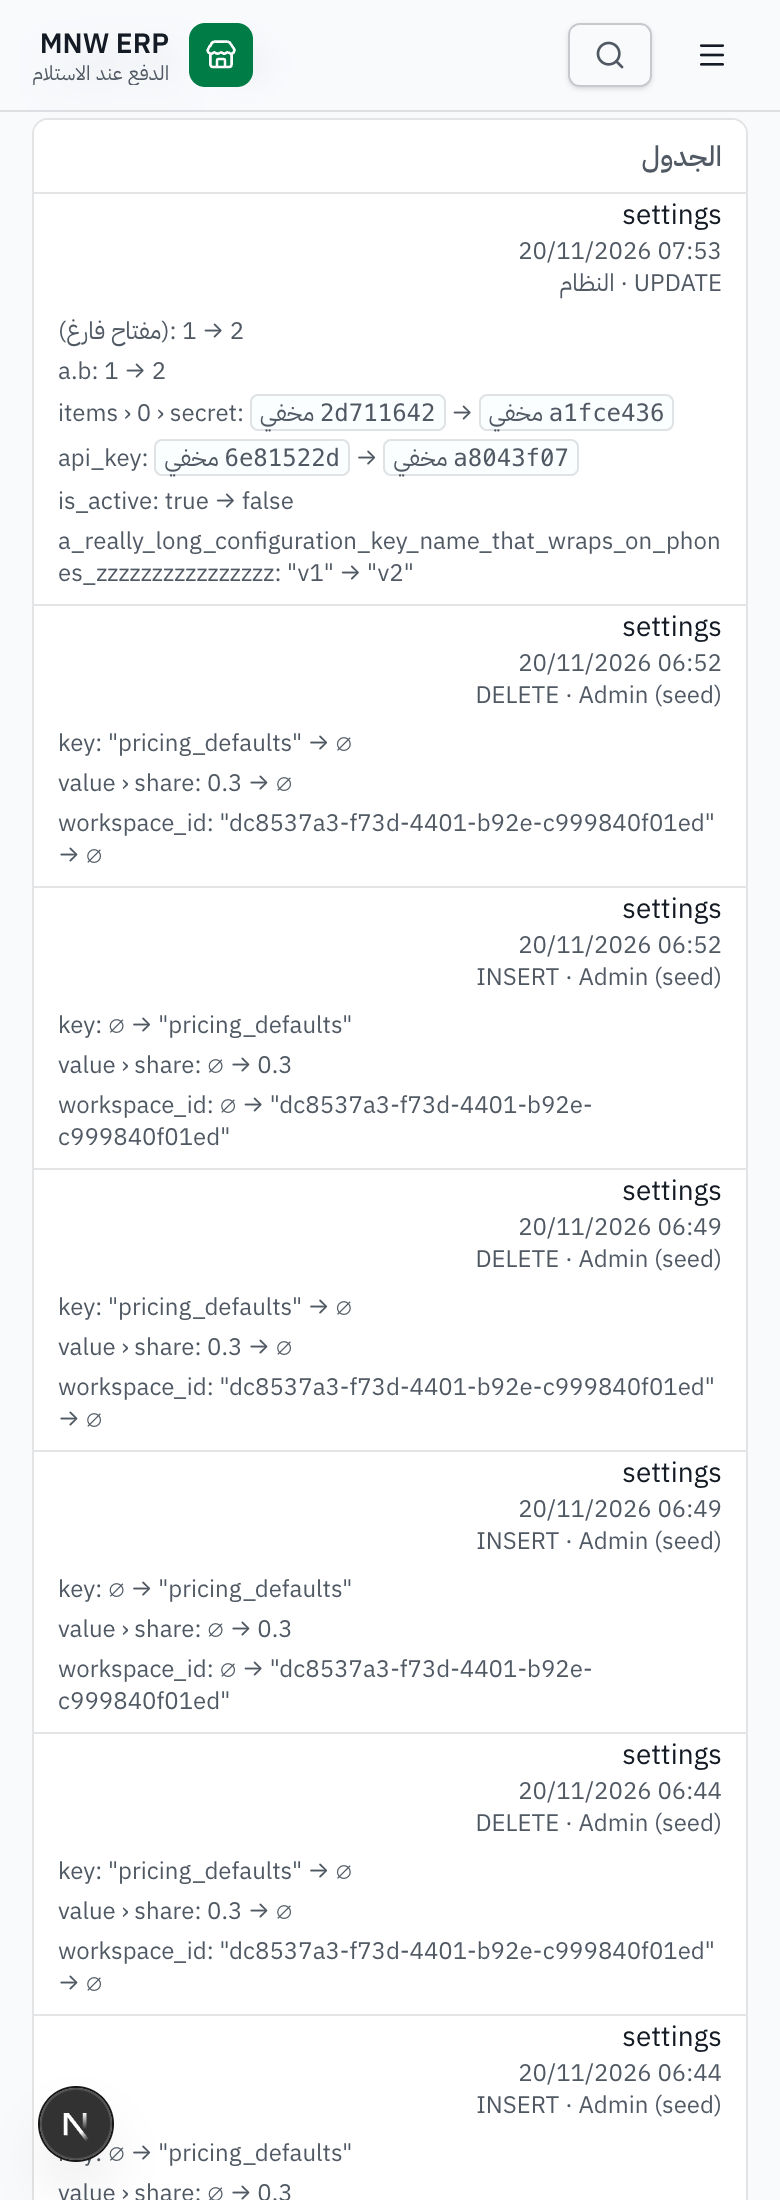 MNW ERP
الدفع عند الاستلام
الجدول
settings
20/11/2026 07:53
UPDATE · النظام
(مفتاح فارغ): 1 → 2
a.b: 1 → 2
items › 0 › secret: مخفي 2d711642 → مخفي a1fce436
api_key: مخفي 6e81522d → مخفي a8043f07
is_active: true → false
a_really_long_configuration_key_name_that_wraps_on_phon
es_zzzzzzzzzzzzzzzz: "v1" → "v2"
settings
20/11/2026 06:52
DELETE · Admin (seed)
key: "pricing_defaults" → ∅
value › share: 0.3 → ∅
workspace_id: "dc8537a3-f73d-4401-b92e-c999840f01ed"
→ ∅
settings
20/11/2026 06:52
INSERT · Admin (seed)
key: ∅ → "pricing_defaults"
value › share: ∅ → 0.3
workspace_id: ∅ → "dc8537a3-f73d-4401-b92e-
c999840f01ed"
settings
20/11/2026 06:49
DELETE · Admin (seed)
key: "pricing_defaults" → ∅
value › share: 0.3 → ∅
workspace_id: "dc8537a3-f73d-4401-b92e-c999840f01ed"
→ ∅
settings
20/11/2026 06:49
INSERT · Admin (seed)
key: ∅ → "pricing_defaults"
value › share: ∅ → 0.3
workspace_id: ∅ → "dc8537a3-f73d-4401-b92e-
c999840f01ed"
settings
20/11/2026 06:44
DELETE · Admin (seed)
key: "pricing_defaults" → ∅
value › share: 0.3 → ∅
workspace_id: "dc8537a3-f73d-4401-b92e-c999840f01ed"
→ ∅
settings
20/11/2026 06:44
INSERT · Admin (seed)
N
∅ → "pricing_defaults"
value › share: ∅ → 0.3